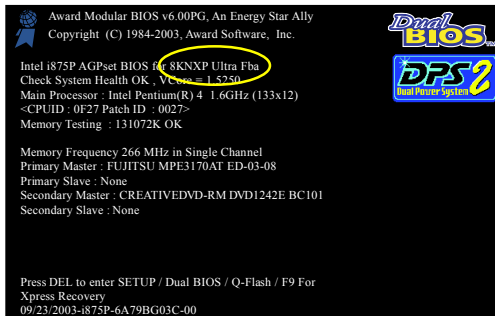 Award Modular BIOS v6.00PG, An Energy Star Ally
Copyright (C) 1984-2003, Award Software, Inc.
Dual
BIOS
DPS2
Dual Power System
Intel i875P AGPset BIOS for 8KNXP Ultra Fba
Check System Health OK , VCore = 1.5250
Main Processor : Intel Pentium(R) 4 1.6GHz (133x12)
<CPUID : 0F27 Patch ID : 0027>
Memory Testing : 131072K OK
Memory Frequency 266 MHz in Single Channel
Primary Master : FUJITSU MPE3170AT ED-03-08
Primary Slave : None
Secondary Master : CREATIVEDVD-RM DVD1242E BC101
Secondary Slave : None
Press DEL to enter SETUP / Dual BIOS / Q-Flash / F9 For
Xpress Recovery
09/23/2003-i875P-6A79BG03C-00